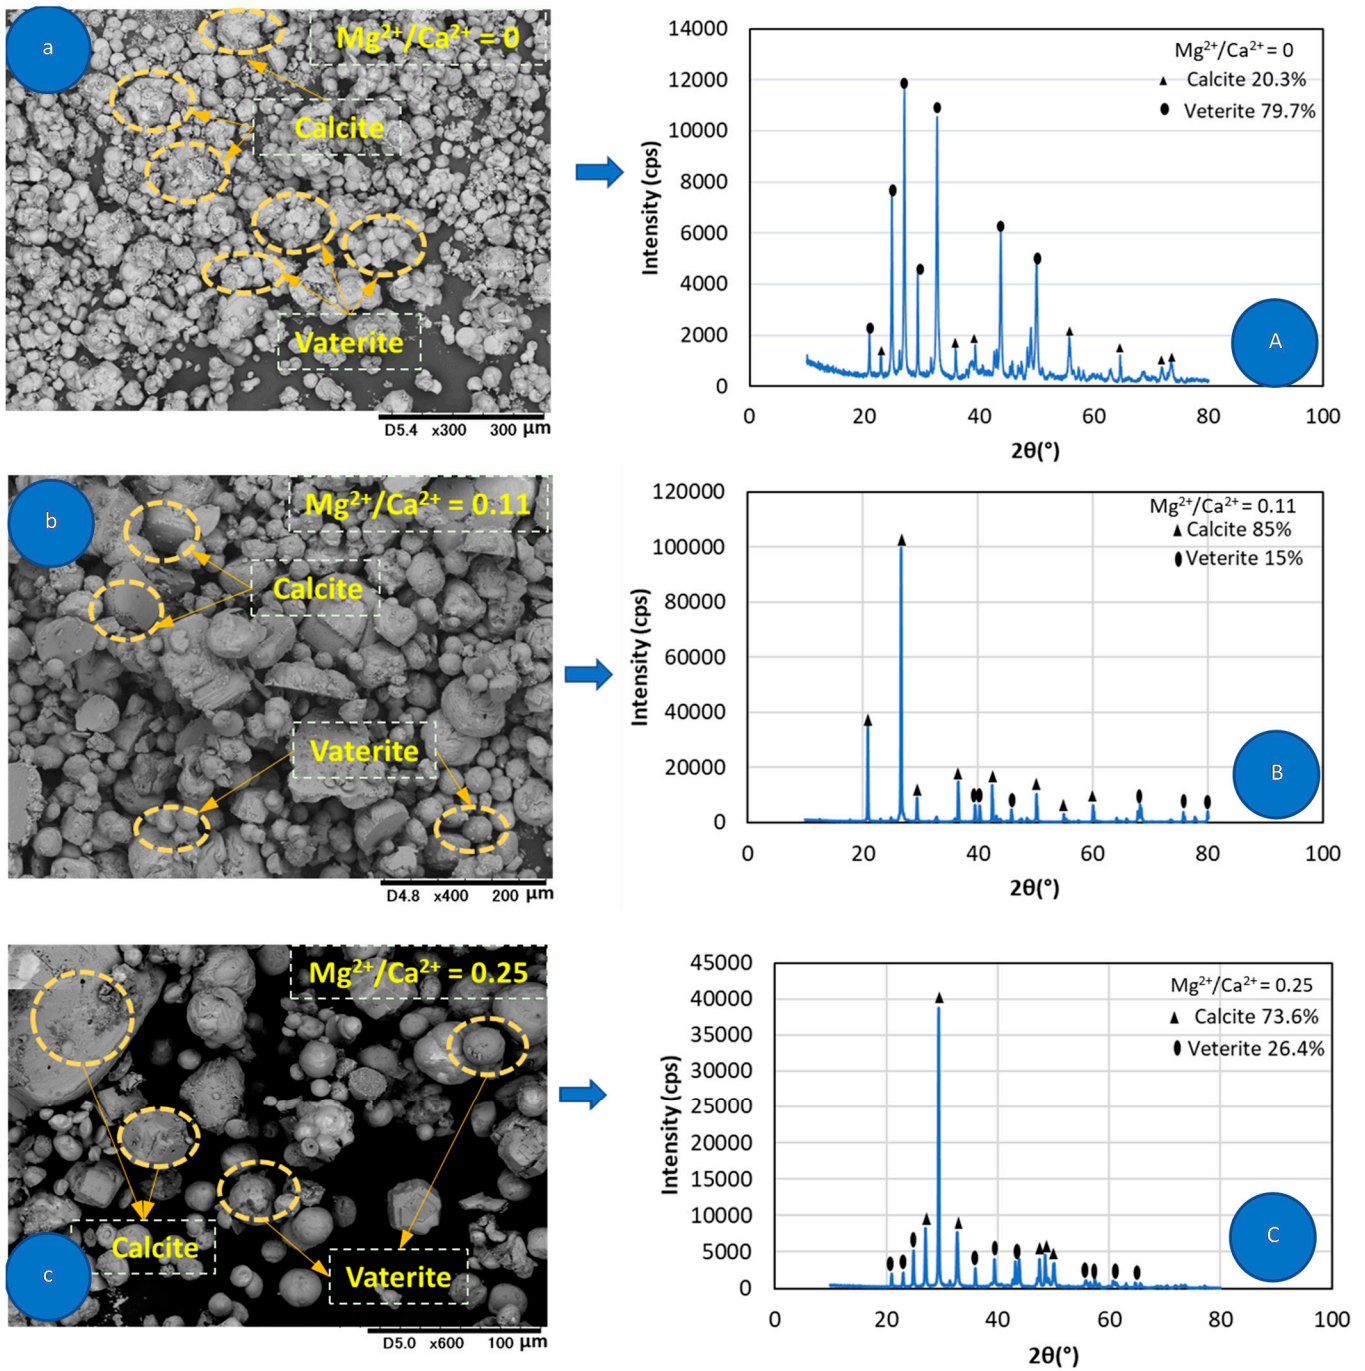 a
Mg²⁺/Ca²⁺ = 0
Calcite
Vaterite
D5.4 x300 300 µm
14000
12000
10000
8000
6000
4000
2000
0
Intensity (cps)
Mg²⁺/Ca²⁺ = 0
▲ Calcite 20.3%
● Veterite 79.7%
A
0 20 40 60 80 100
2θ(°)
b
Mg²⁺/Ca²⁺ = 0.11
Calcite
Vaterite
D4.8 x400 200 µm
120000
100000
80000
60000
40000
20000
0
Intensity (cps)
Mg²⁺/Ca²⁺ = 0.11
▲ Calcite 85%
● Veterite 15%
B
0 20 40 60 80 100
2θ(°)
Mg²⁺/Ca²⁺ = 0.25
Calcite
Vaterite
c
D5.0 x600 100 µm
45000
40000
35000
30000
25000
20000
15000
10000
5000
0
Intensity (cps)
Mg²⁺/Ca²⁺ = 0.25
▲ Calcite 73.6%
● Veterite 26.4%
C
0 20 40 60 80 100
2θ(°)